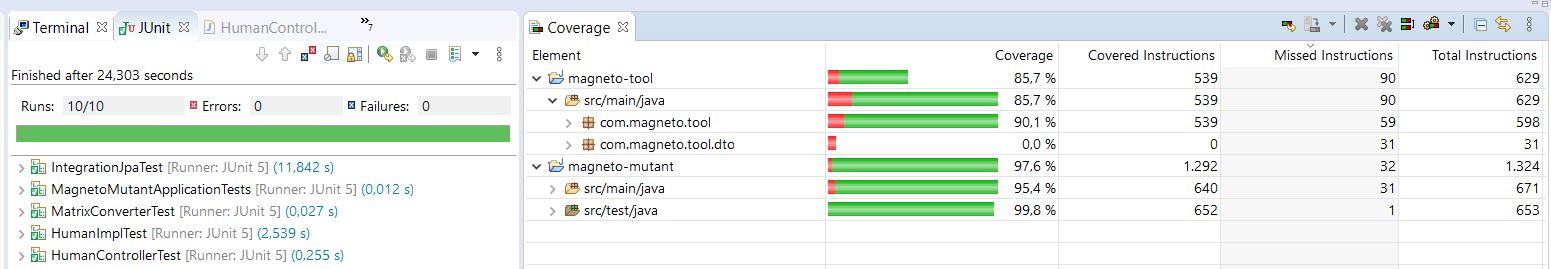 Terminal JUnit HumanControl... »7
Finished after 24,303 seconds
Runs: 10/10 Errors: 0 Failures: 0
IntegrationJpaTest [Runner: JUnit 5] (11,842 s)
MagnetoMutantApplicationTests [Runner: JUnit 5] (0,012 s)
MatrixConverterTest [Runner: JUnit 5] (0,027 s)
HumanImplTest [Runner: JUnit 5] (2,539 s)
HumanControllerTest [Runner: JUnit 5] (0,255 s)
Coverage
Element Coverage Covered Instructions Missed Instructions Total Instructions
magneto-tool 85,7 % 539 90 629
src/main/java 85,7 % 539 90 629
com.magneto.tool 90,1 % 539 59 598
com.magneto.tool.dto 0,0 % 0 31 31
magneto-mutant 97,6 % 1.292 32 1.324
src/main/java 95,4 % 640 31 671
src/test/java 99,8 % 652 1 653